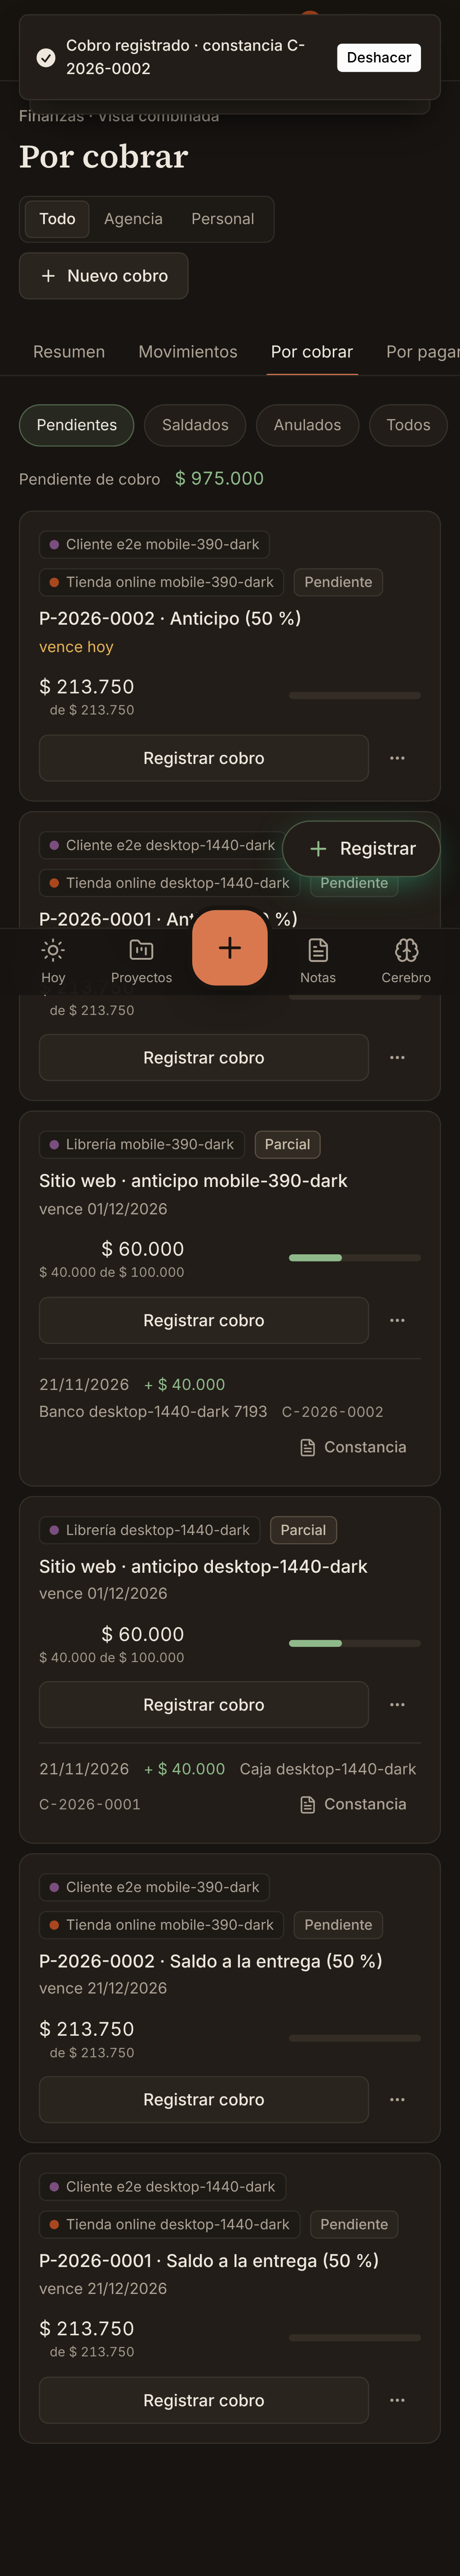 Cobro registrado · constancia C-
2026-0002
Deshacer
Finanzas · Vista combinada
Por cobrar
Todo Agencia Personal
+ Nuevo cobro
Resumen Movimientos Por cobrar Por pagar
Pendientes Saldados Anulados Todos
Pendiente de cobro $ 975.000
Cliente e2e mobile-390-dark
Tienda online mobile-390-dark Pendiente
P-2026-0002 · Anticipo (50 %)
vence hoy
$ 213.750
de $ 213.750
Registrar cobro ...
Cliente e2e desktop-1440-dark
+ Registrar
Tienda online desktop-1440-dark Pendiente
P-2026-0001 · Ant %)
+
Hoy Proyectos Notas Cerebro
de $ 213.750
Registrar cobro ...
Librería mobile-390-dark Parcial
Sitio web · anticipo mobile-390-dark
vence 01/12/2026
$ 60.000
$ 40.000 de $ 100.000
Registrar cobro ...
21/11/2026 + $ 40.000
Banco desktop-1440-dark 7193 C-2026-0002
Constancia
Librería desktop-1440-dark Parcial
Sitio web · anticipo desktop-1440-dark
vence 01/12/2026
$ 60.000
$ 40.000 de $ 100.000
Registrar cobro ...
21/11/2026 + $ 40.000 Caja desktop-1440-dark
C-2026-0001 Constancia
Cliente e2e mobile-390-dark
Tienda online mobile-390-dark Pendiente
P-2026-0002 · Saldo a la entrega (50 %)
vence 21/12/2026
$ 213.750
de $ 213.750
Registrar cobro ...
Cliente e2e desktop-1440-dark
Tienda online desktop-1440-dark Pendiente
P-2026-0001 · Saldo a la entrega (50 %)
vence 21/12/2026
$ 213.750
de $ 213.750
Registrar cobro ...